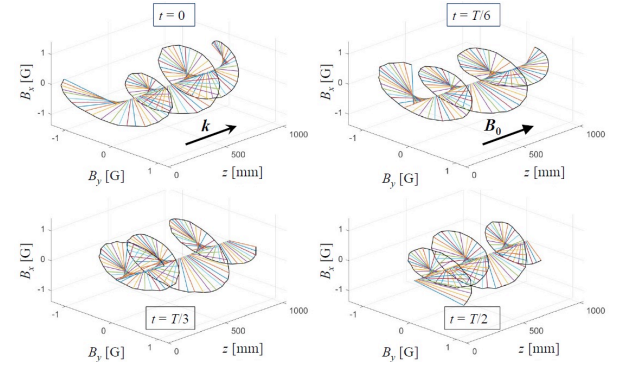 t = 0
t = T/6
1
0
-1
B_x [G]
-1
0
1
B_y [G]
0
500
1000
z [mm]
k
1
0
-1
B_x [G]
-1
0
1
B_y [G]
0
500
1000
z [mm]
B_0
1
0
-1
B_x [G]
-1
0
1
B_y [G]
0
500
1000
z [mm]
t = T/3
1
0
-1
B_x [G]
-1
0
1
B_y [G]
0
500
1000
z [mm]
t = T/2